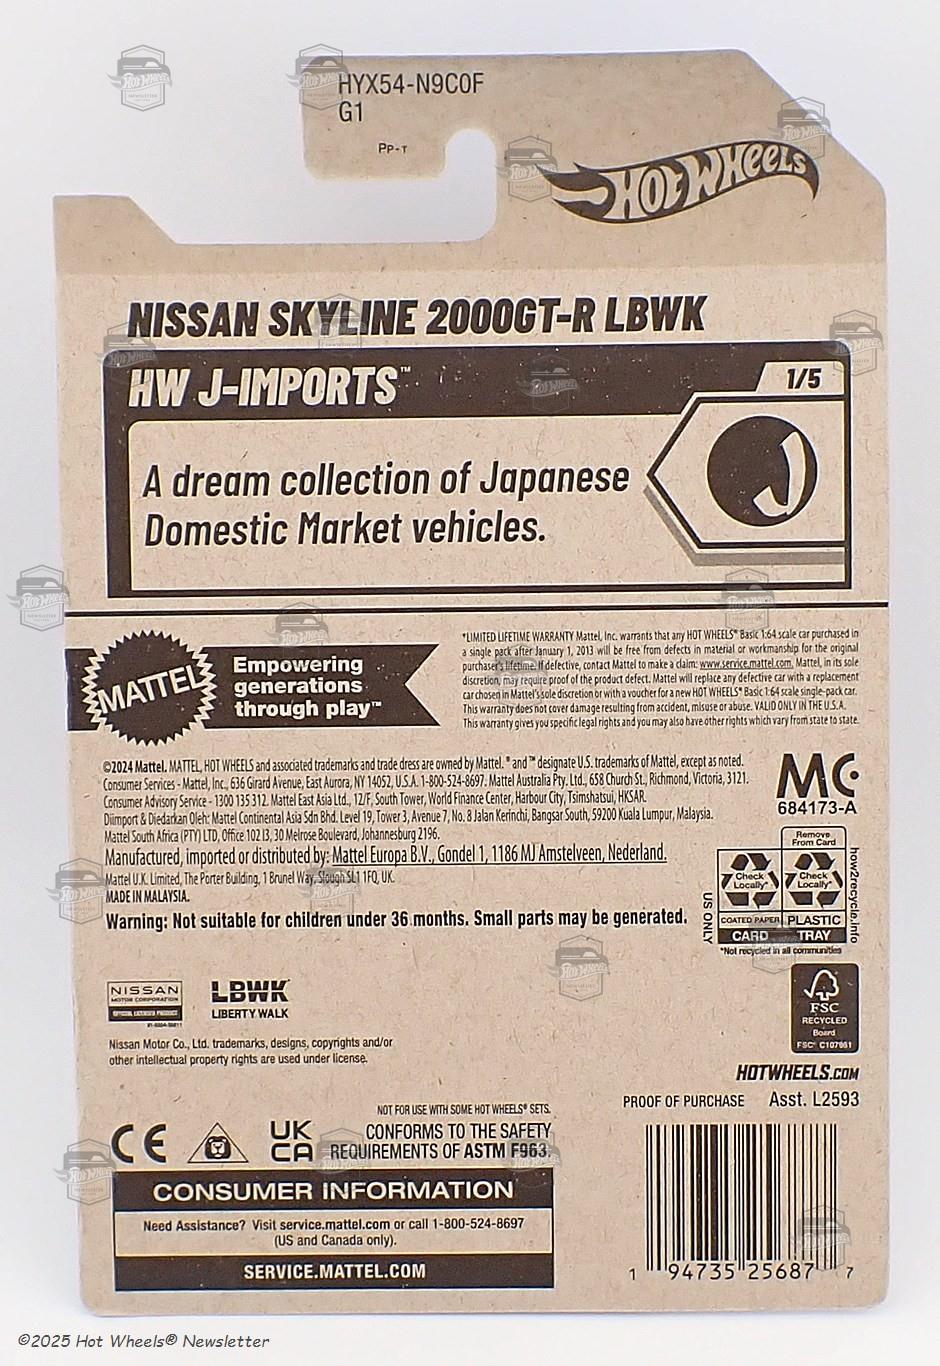 HYX54-N9C0F
G1
PP-T
HOT WHEELS
NISSAN SKYLINE 2000GT-R LBWK
HW J-IMPORTS™
1/5
A dream collection of Japanese
Domestic Market vehicles.
MATTEL
Empowering
generations
through play™
*LIMITED LIFETIME WARRANTY Mattel, Inc. warrants that any HOT WHEELS® Basic 1:64 scale car purchased in
a single pack after January 1, 2013 will be free from defects in material or workmanship for the original
purchaser's lifetime. If defective, contact Mattel to make a claim: www.service.mattel.com. Mattel, in its sole
discretion, may require proof of the product defect. Mattel will replace any defective car with a replacement
car chosen in Mattel's sole discretion or with a voucher for a new HOT WHEELS® Basic 1:64 scale single-pack car.
This warranty does not cover damage resulting from accident, misuse or abuse. VALID ONLY IN THE U.S.A.
This warranty gives you specific legal rights and you may also have other rights which vary from state to state.
©2024 Mattel. MATTEL, HOT WHEELS and associated trademarks and trade dress are owned by Mattel. ® and ™ designate U.S. trademarks of Mattel, except as noted.
Consumer Services - Mattel, Inc., 636 Girard Avenue, East Aurora, NY 14052, U.S.A. 1-800-524-8697. Mattel Australia Pty. Ltd., 658 Church St., Richmond, Victoria, 3121.
Consumer Advisory Service - 1300 135 312. Mattel East Asia Ltd., 12/F, South Tower, World Finance Center, Harbour City, Tsimshatsui, HKSAR.
Diimport & Diedarkan Oleh: Mattel Continental Asia Sdn Bhd. Level 19, Tower 3, Avenue 7, No. 8 Jalan Kerinchi, Bangsar South, 59200 Kuala Lumpur, Malaysia.
Mattel South Africa (PTY) LTD, Office 102 I3, 30 Melrose Boulevard, Johannesburg 2196.
Manufactured, imported or distributed by: Mattel Europa B.V., Gondel 1, 1186 MJ Amstelveen, Nederland.
Mattel U.K. Limited, The Porter Building, 1 Brunel Way, Slough SL1 1FQ, UK.
MADE IN MALAYSIA.
Warning: Not suitable for children under 36 months. Small parts may be generated.
MC
684173-A
Remove
From Card
Check
Locally*
Check
Locally*
COATED PAPER
PLASTIC
CARD
TRAY
US ONLY
how2recycle.info
*Not recycled in all communities
NISSAN
MOTOR CORPORATION
OFFICIAL LICENSED PRODUCT
LBWK
LIBERTY WALK
Nissan Motor Co., Ltd. trademarks, designs, copyrights and/or
other intellectual property rights are used under license.
FSC
RECYCLED
Board
FSC® C107951
HOTWHEELS.COM
PROOF OF PURCHASE Asst. L2593
NOT FOR USE WITH SOME HOT WHEELS® SETS.
CE
UK
CA
CONFORMS TO THE SAFETY
REQUIREMENTS OF ASTM F963.
CONSUMER INFORMATION
Need Assistance? Visit service.mattel.com or call 1-800-524-8697
(US and Canada only).
SERVICE.MATTEL.COM
1 94735 25687 7
©2025 Hot Wheels® Newsletter